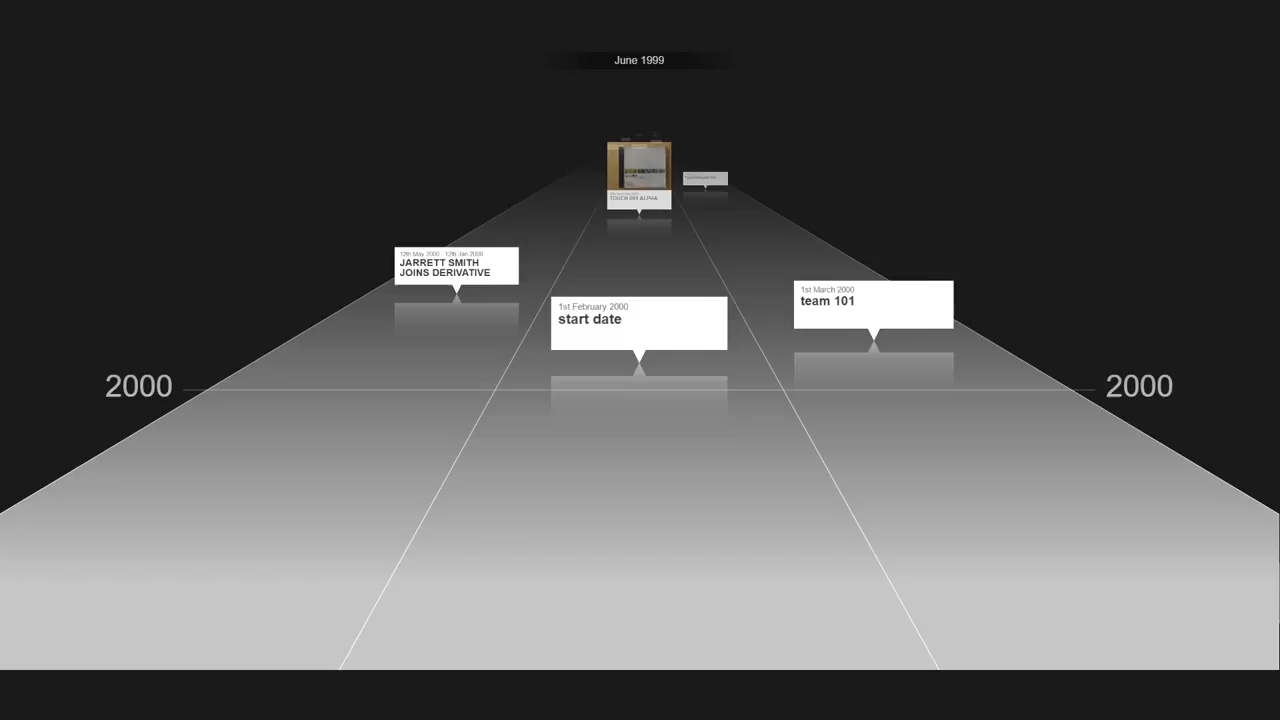 June 1999
TOUCH 001 ALPHA
12th May 2000 - 12th Jan 2008
JARRETT SMITH
JOINS DERIVATIVE
1st March 2000
team 101
1st February 2000
start date
2000
2000